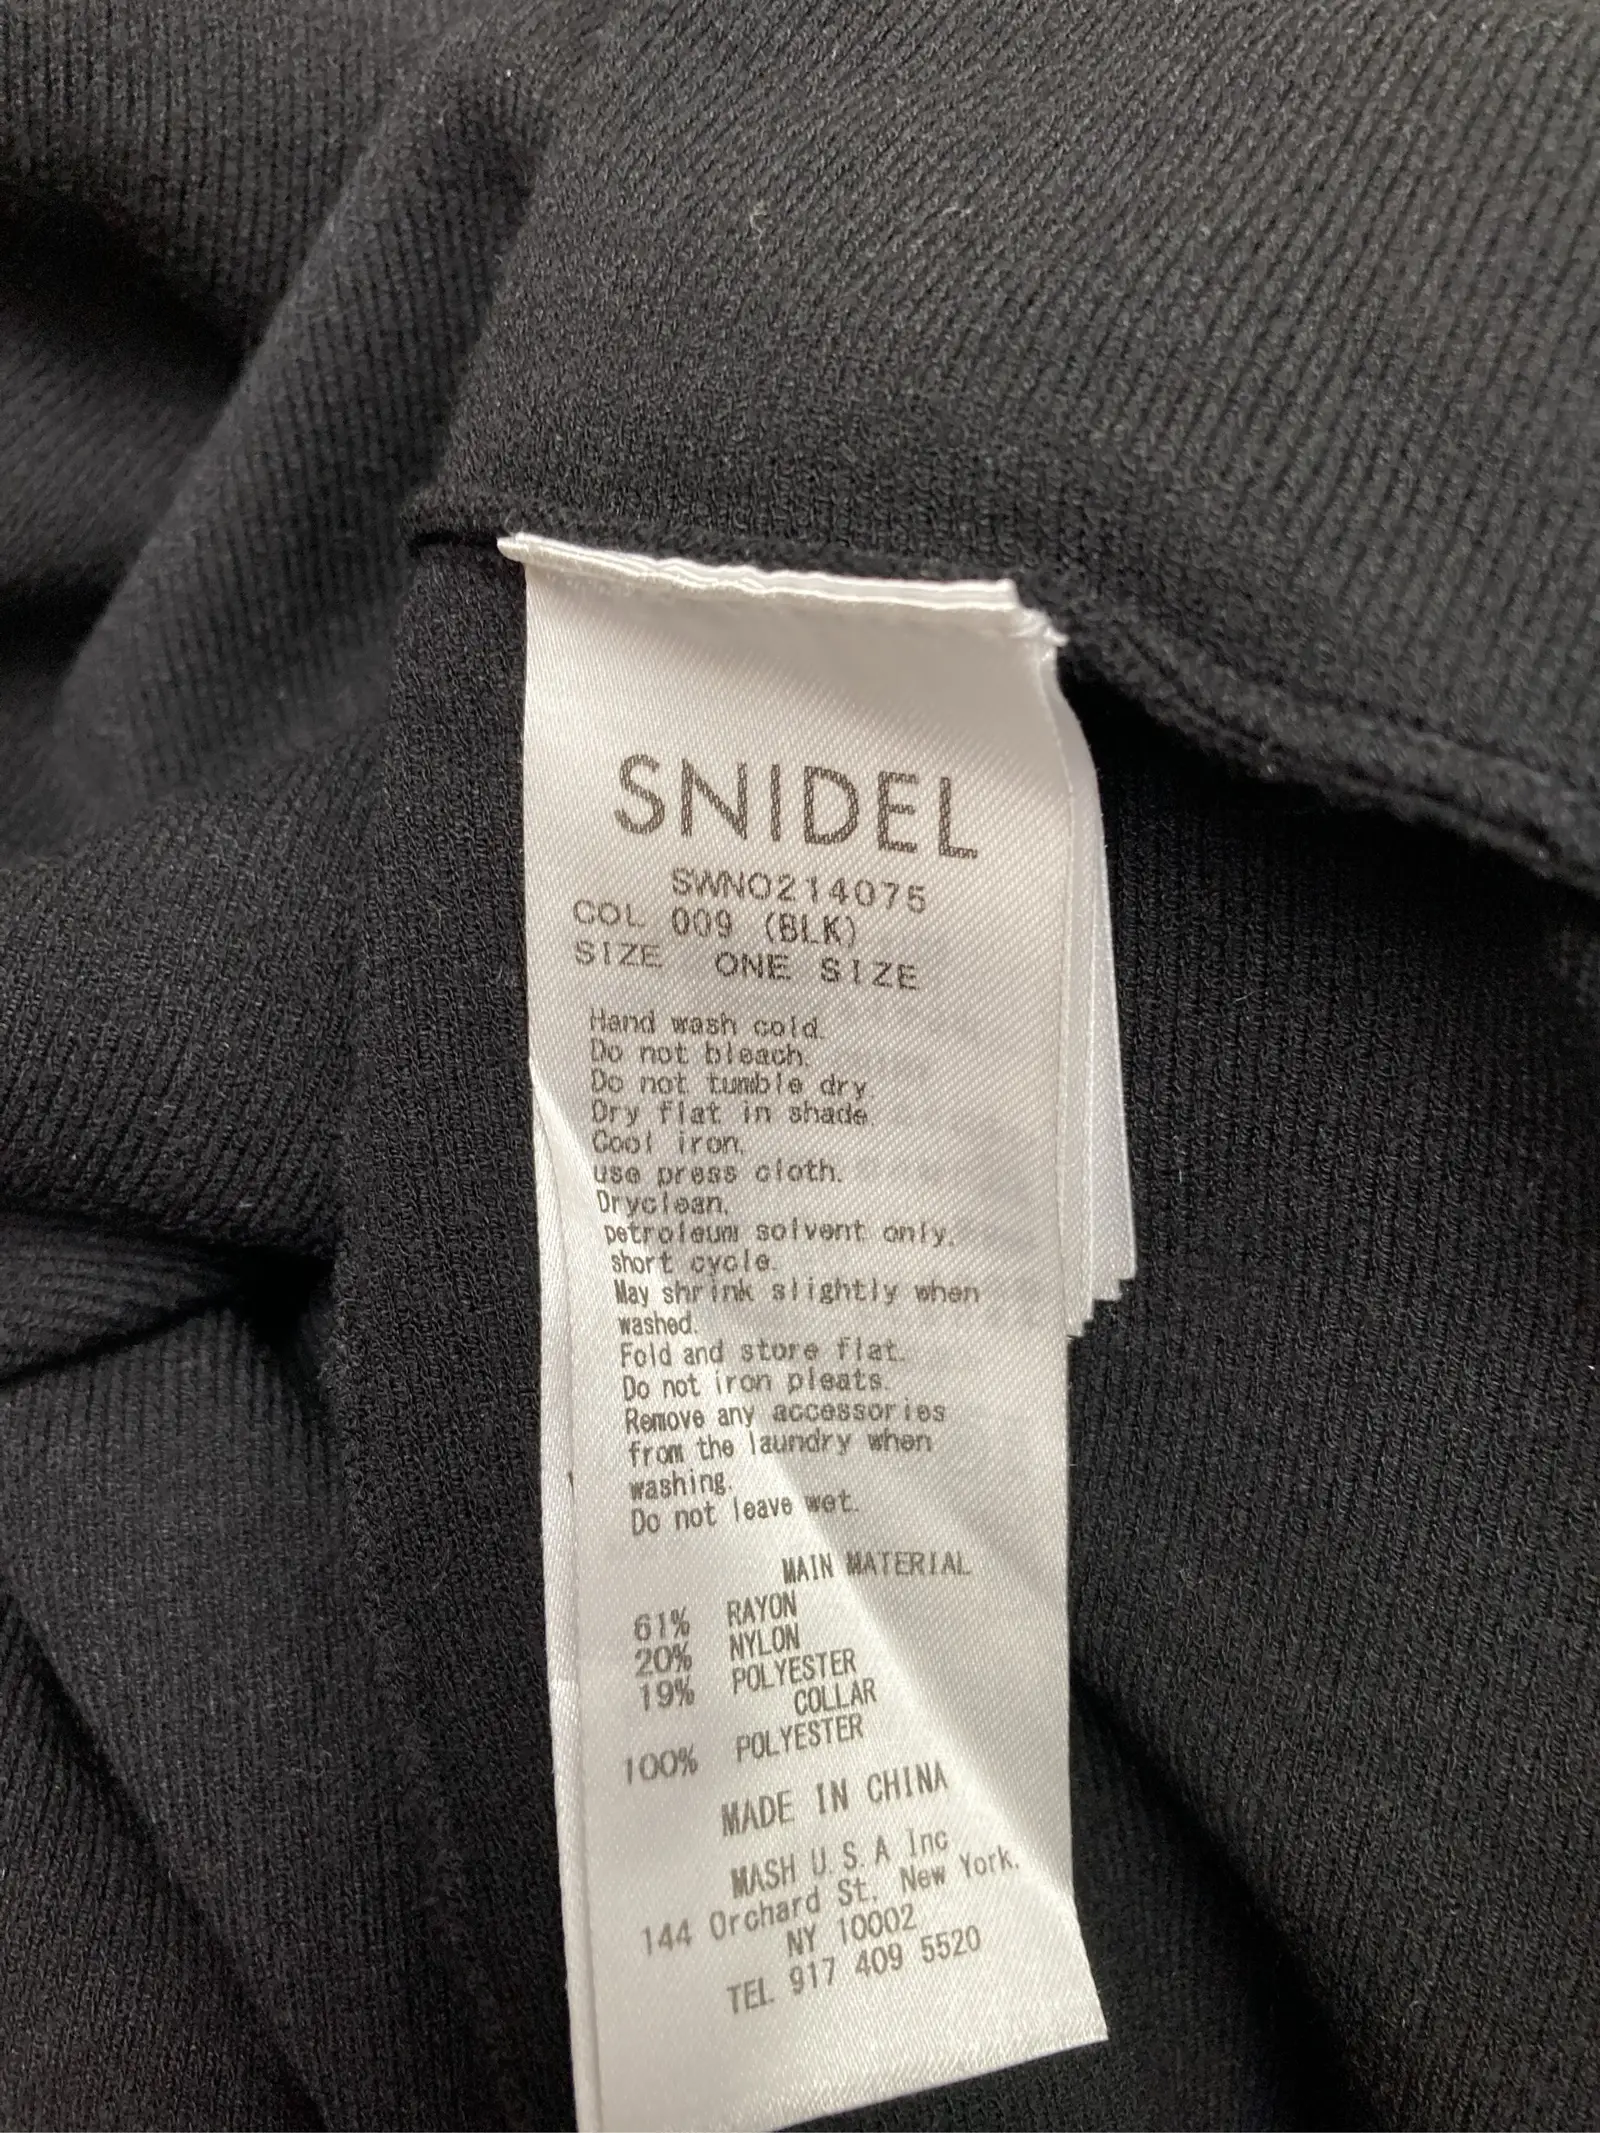 SNIDEL
SWNO214075
COL 009 (BLK)
SIZE ONE SIZE
Hand wash cold.
Do not bleach.
Do not tumble dry.
Dry flat in shade.
Cool iron.
use press cloth.
Dryclean.
petroleum solvent only.
short cycle.
May shrink slightly when
washed.
Fold and store flat.
Do not iron pleats.
Remove any accessories
from the laundry when
washing.
Do not leave wet.
MAIN MATERIAL
61% RAYON
20% NYLON
19% POLYESTER
COLLAR
100% POLYESTER
MADE IN CHINA
MASH U.S.A Inc
144 Orchard St. New York.
NY 10002
TEL 917 409 5520